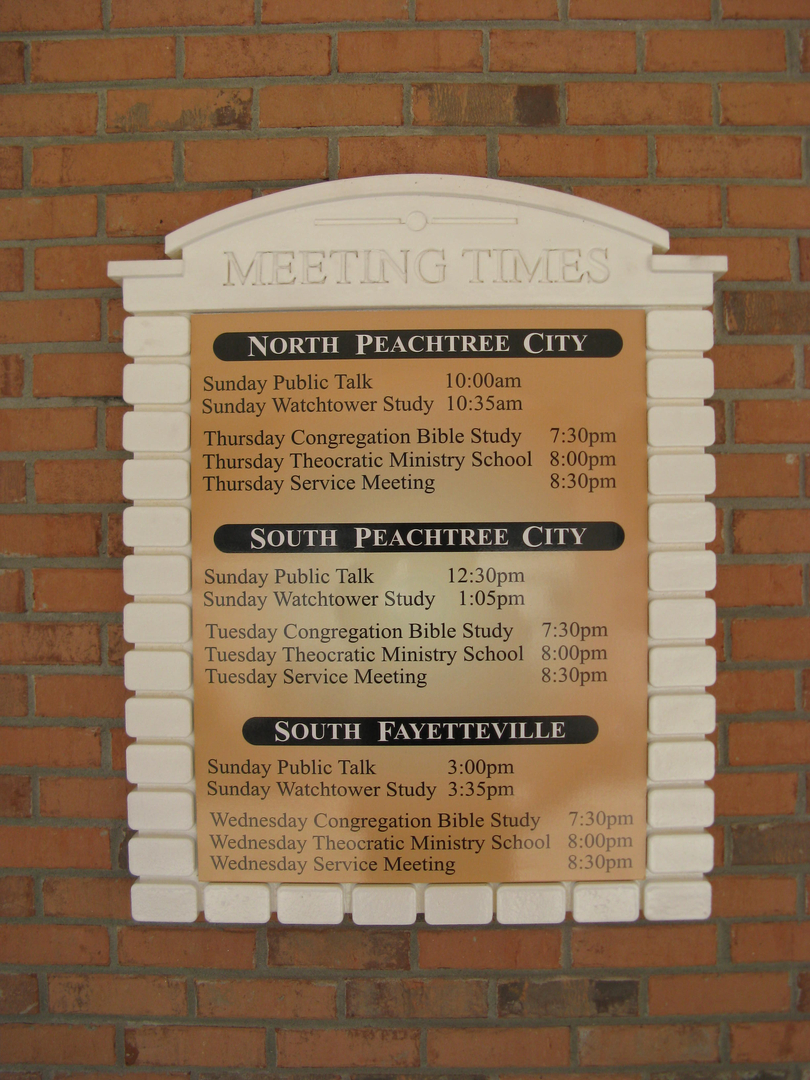 MEETING TIMES
NORTH PEACHTREE CITY
Sunday Public Talk 10:00am
Sunday Watchtower Study 10:35am
Thursday Congregation Bible Study 7:30pm
Thursday Theocratic Ministry School 8:00pm
Thursday Service Meeting 8:30pm
SOUTH PEACHTREE CITY
Sunday Public Talk 12:30pm
Sunday Watchtower Study 1:05pm
Tuesday Congregation Bible Study 7:30pm
Tuesday Theocratic Ministry School 8:00pm
Tuesday Service Meeting 8:30pm
SOUTH FAYETTEVILLE
Sunday Public Talk 3:00pm
Sunday Watchtower Study 3:35pm
Wednesday Congregation Bible Study 7:30pm
Wednesday Theocratic Ministry School 8:00pm
Wednesday Service Meeting 8:30pm